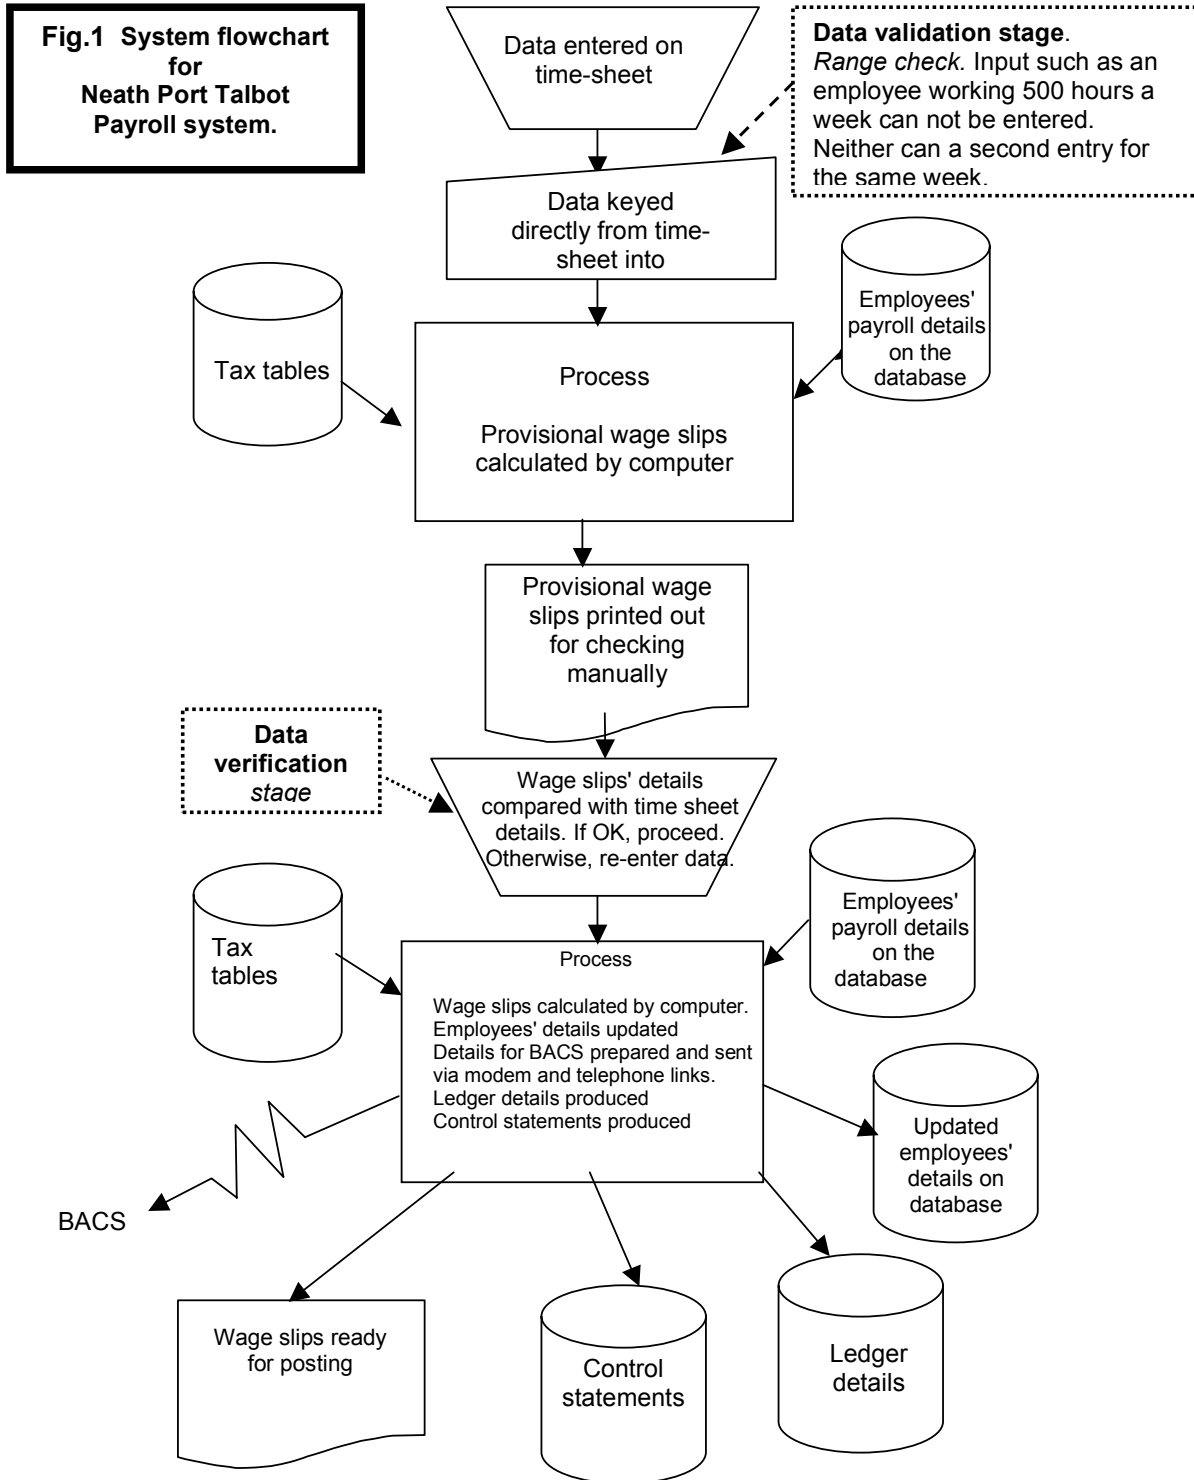 Fig.1 System flowchart
for
Neath Port Talbot
Payroll system.
Data entered on
time-sheet
Data validation stage.
Range check. Input such as an
employee working 500 hours a
week can not be entered.
Neither can a second entry for
the same week.
Data keyed
directly from time-
sheet into
Tax tables
Employees'
payroll details
on the
database
Process
Provisional wage slips
calculated by computer
Provisional wage
slips printed out
for checking
manually
Data
verification
stage
Wage slips' details
compared with time sheet
details. If OK, proceed.
Otherwise, re-enter data.
Tax
tables
Employees'
payroll details
on the
database
Process
Wage slips calculated by computer.
Employees' details updated
Details for BACS prepared and sent
via modem and telephone links.
Ledger details produced
Control statements produced
Updated
employees'
details on
database
BACS
Wage slips ready
for posting
Control
statements
Ledger
details